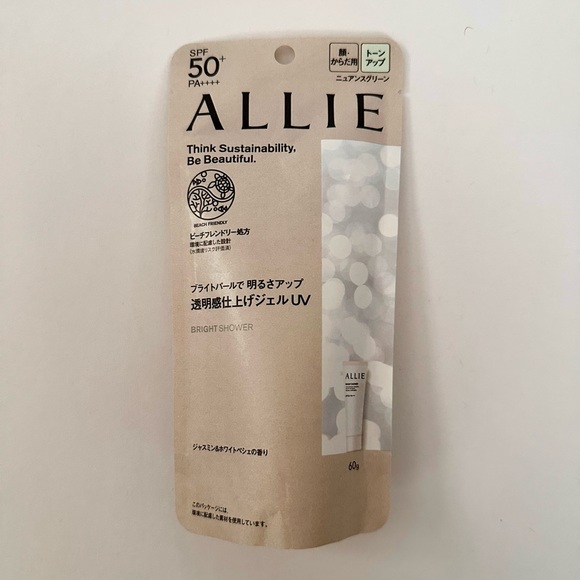 SPF
50+
PA++++
顔・
からだ用
トーン
アップ
ニュアンスグリーン
ALLIE
Think Sustainability,
Be Beautiful.
BEACH FRIENDLY
ビーチフレンドリー処方
環境に配慮した設計
ブライトパールで 明るさアップ
透明感仕上げジェル UV
BRIGHT SHOWER
ALLIE
ジャスミン&ホワイトペシェの香り
60g
このパッケージには、
環境に配慮した素材を使用しています。